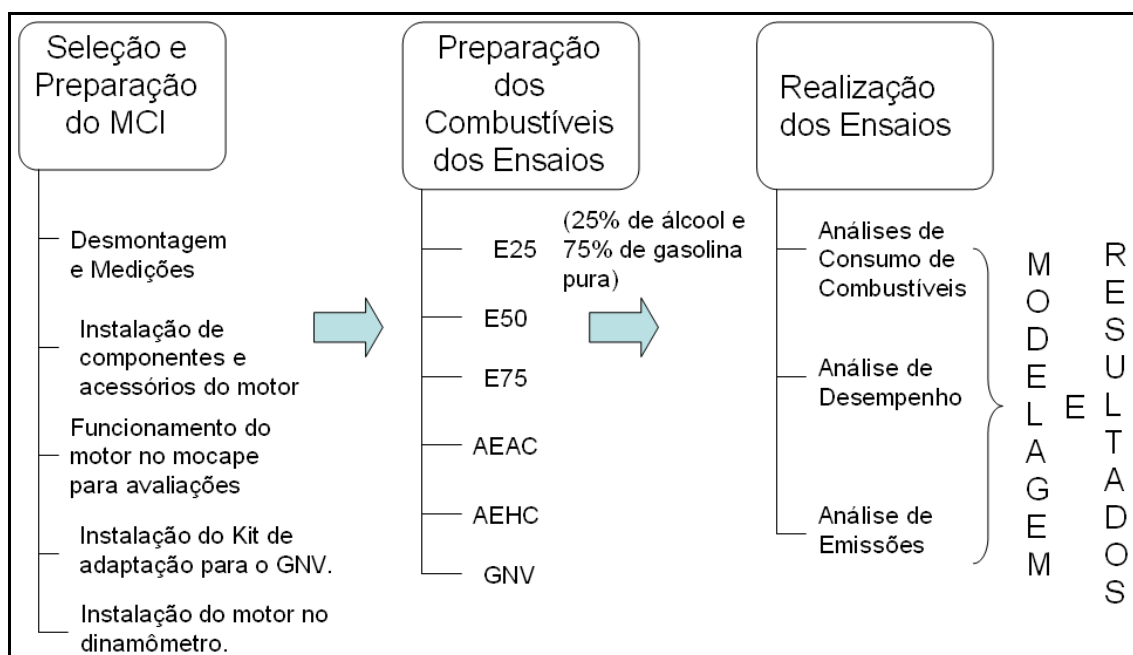 Seleção e
Preparação
do MCI
Desmontagem
e Medições
Instalação de
componentes e
acessórios do motor
Funcionamento do
motor no mocape
para avaliações
Instalação do Kit de
adaptação para o GNV.
Instalação do motor no
dinamômetro.
Preparação
dos
Combustíveis
dos Ensaios
E25
(25% de álcool e
75% de gasolina
pura)
E50
E75
AEAC
AEHC
GNV
Realização
dos Ensaios
Análises de
Consumo de
Combustíveis
Análise de
Desempenho
Análise de
Emissões
MODELAGEM
E
RESULTADOS